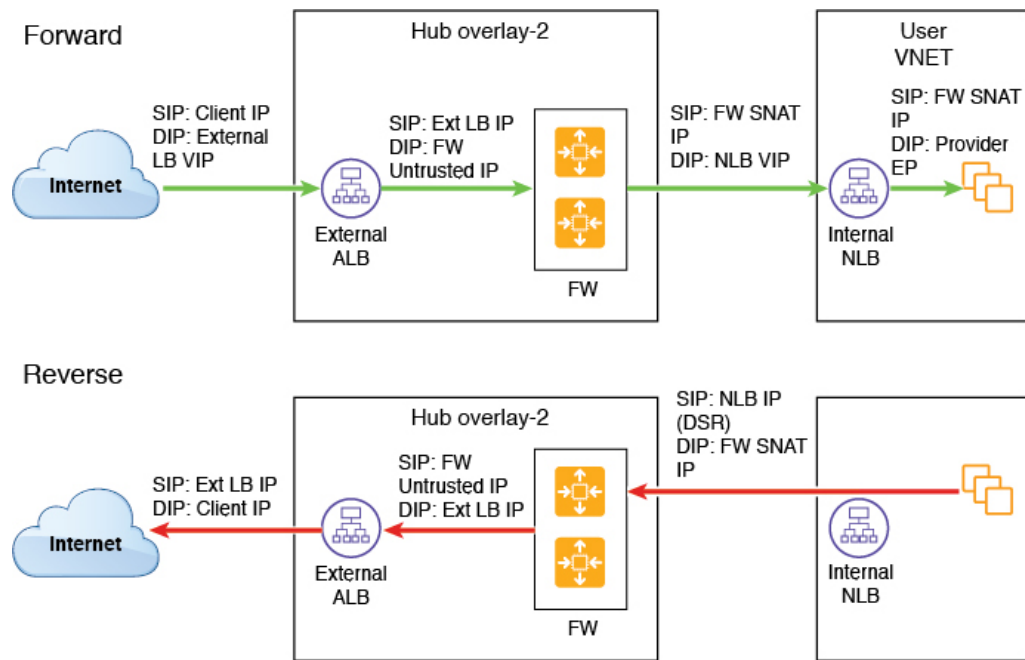 Forward
Hub overlay-2
User
VNET
SIP: Client IP
DIP: External
LB VIP
SIP: Ext LB IP
DIP: FW
Untrusted IP
SIP: FW SNAT
IP
DIP: NLB VIP
SIP: FW SNAT
IP
DIP: Provider
EP
Internet
External
ALB
FW
Internal
NLB
Reverse
Hub overlay-2
SIP: NLB IP
(DSR)
DIP: FW SNAT
IP
SIP: Ext LB IP
DIP: Client IP
SIP: FW
Untrusted IP
DIP: Ext LB IP
Internet
External
ALB
FW
Internal
NLB